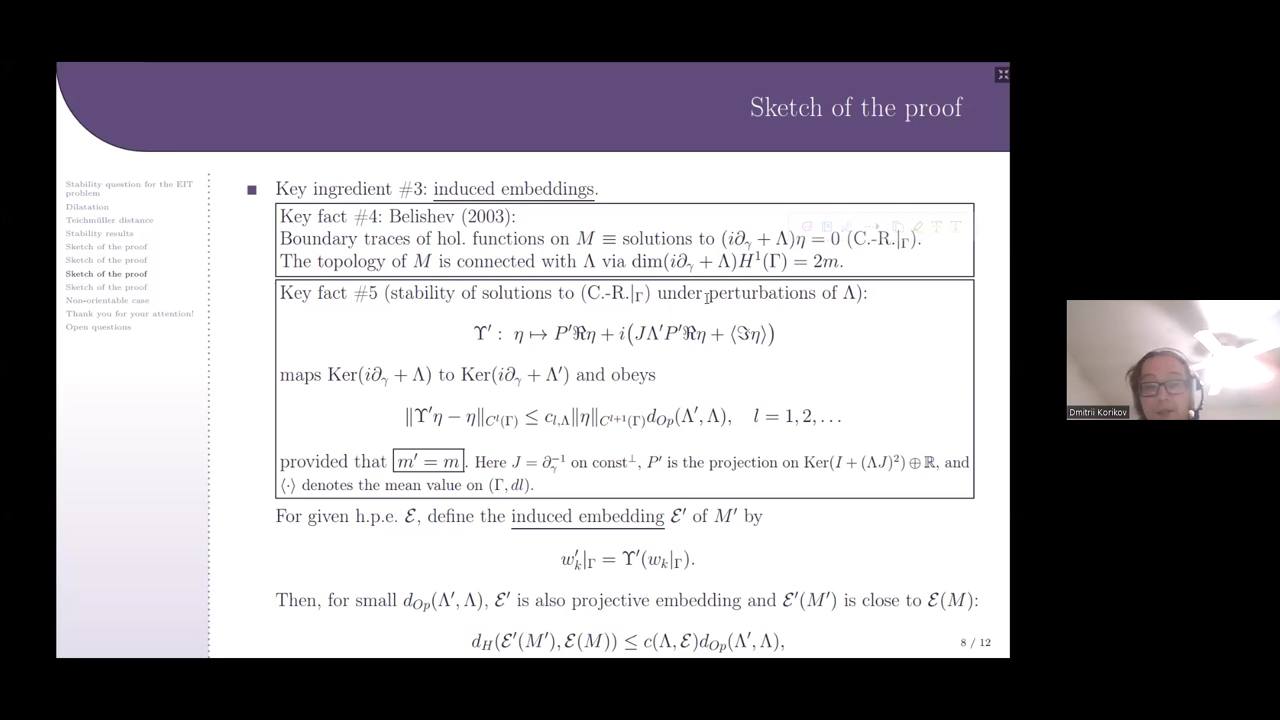 Sketch of the proof
Stability question for the EIT
problem
Dilatation
Teichmüller distance
Stability results
Sketch of the proof
Sketch of the proof
Sketch of the proof
Sketch of the proof
Non-orientable case
Thank you for your attention!
Open questions
■ Key ingredient #3: induced embeddings.
Key fact #4: Belishev (2003):
Boundary traces of hol. functions on M ≡ solutions to (i∂γ + Λ)η = 0 (C.-R.|Γ).
The topology of M is connected with Λ via dim(i∂γ + Λ)H¹(Γ) = 2m.
Key fact #5 (stability of solutions to (C.-R.|Γ) under perturbations of Λ):
ϒ′ : η ↦ P′ℜη + i(JΛ′P′ℜη + ⟨ℑη⟩)
maps Ker(i∂γ + Λ) to Ker(i∂γ + Λ′) and obeys
‖ϒ′η − η‖_{C^l(Γ)} ≤ c_{l,Λ}‖η‖_{C^{l+1}(Γ)}d_{Op}(Λ′, Λ), l = 1, 2, . . .
provided that m′ = m. Here J = ∂γ⁻¹ on const^⊥, P′ is the projection on Ker(I + (ΛJ)²) ⊕ ℝ, and
⟨·⟩ denotes the mean value on (Γ, dl).
For given h.p.e. ℰ, define the induced embedding ℰ′ of M′ by
w′ₖ|Γ = ϒ′(wₖ|Γ).
Then, for small d_{Op}(Λ′, Λ), ℰ′ is also projective embedding and ℰ′(M′) is close to ℰ(M):
d_H(ℰ′(M′), ℰ(M)) ≤ c(Λ, ℰ)d_{Op}(Λ′, Λ),
8 / 12
Dmitrii Korikov